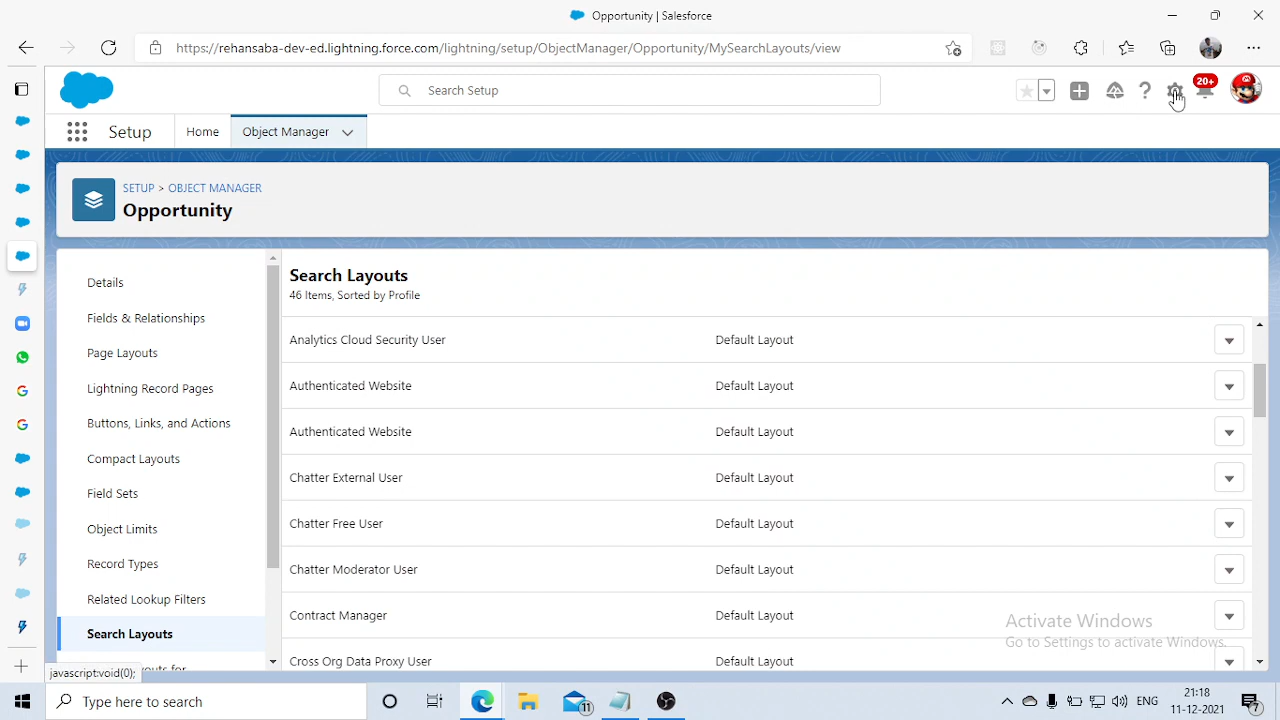 Opportunity | Salesforce
https://rehansaba-dev-ed.lightning.force.com/lightning/setup/ObjectManager/Opportunity/MySearchLayouts/view
Search Setup
20+
Setup
Home
Object Manager
SETUP > OBJECT MANAGER
Opportunity
Details
Fields & Relationships
Page Layouts
Lightning Record Pages
Buttons, Links, and Actions
Compact Layouts
Field Sets
Object Limits
Record Types
Related Lookup Filters
Search Layouts
Search Layouts
46 Items, Sorted by Profile
Analytics Cloud Security User Default Layout
Authenticated Website Default Layout
Authenticated Website Default Layout
Chatter External User Default Layout
Chatter Free User Default Layout
Chatter Moderator User Default Layout
Contract Manager Default Layout
Cross Org Data Proxy User Default Layout
Activate Windows
Go to Settings to activate Windows.
javascript:void(0);
Type here to search
11
ENG
21:18
11-12-2021
7